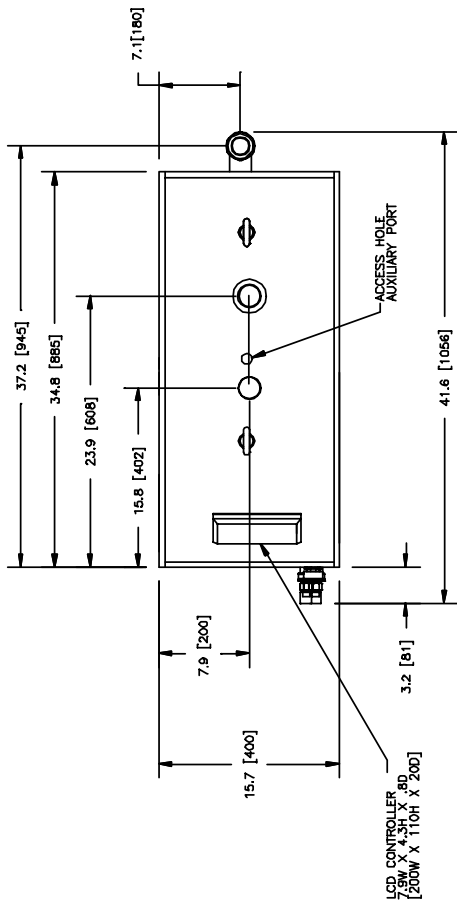 7.1[180]
37.2 [945]
34.8 [885]
23.9 [608]
15.8 [402]
ACCESS HOLE
AUXILIARY PORT
41.6 [1056]
7.9 [200]
3.2 [81]
15.7 [400]
LCD CONTROLLER
7.9W X 4.3H X .8D
[200W X 110H X 20D]